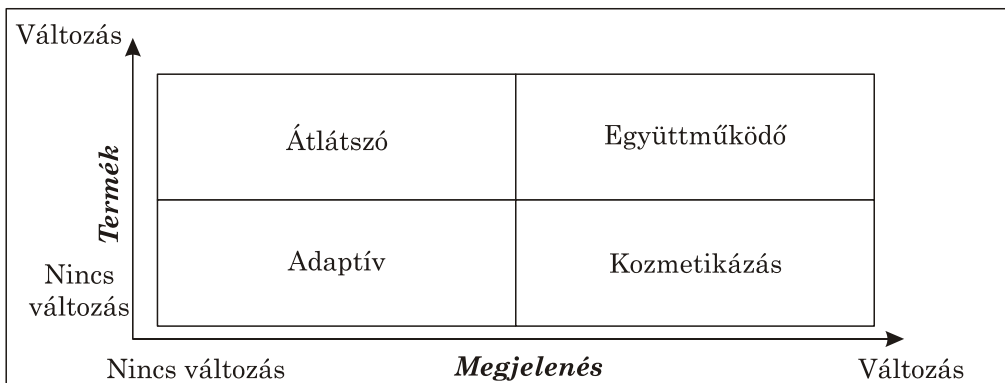 Változás
Átlátszó
Együttműködő
Termék
Adaptív
Kozmetikázás
Nincs
változás
Nincs változás
Megjelenés
Változás